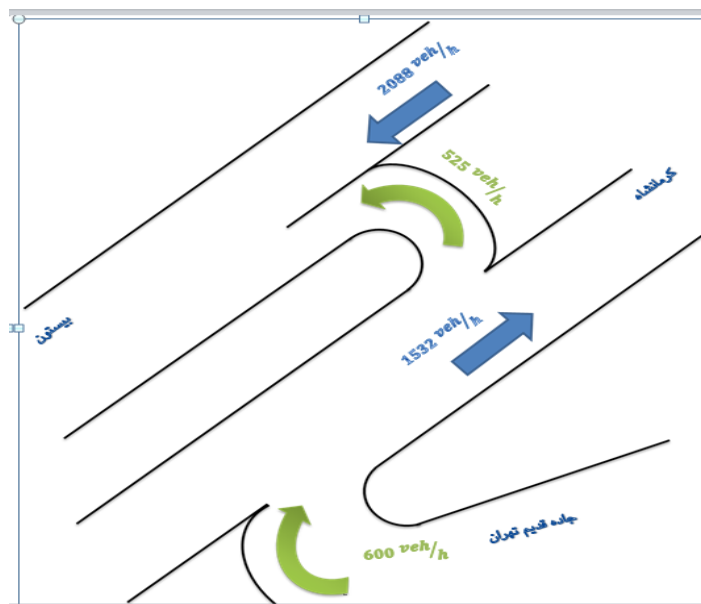 2088 veh/h
525 veh/h
کرمانشاه
بیستون
1532 veh/h
جاده قدیم تهران
600 veh/h